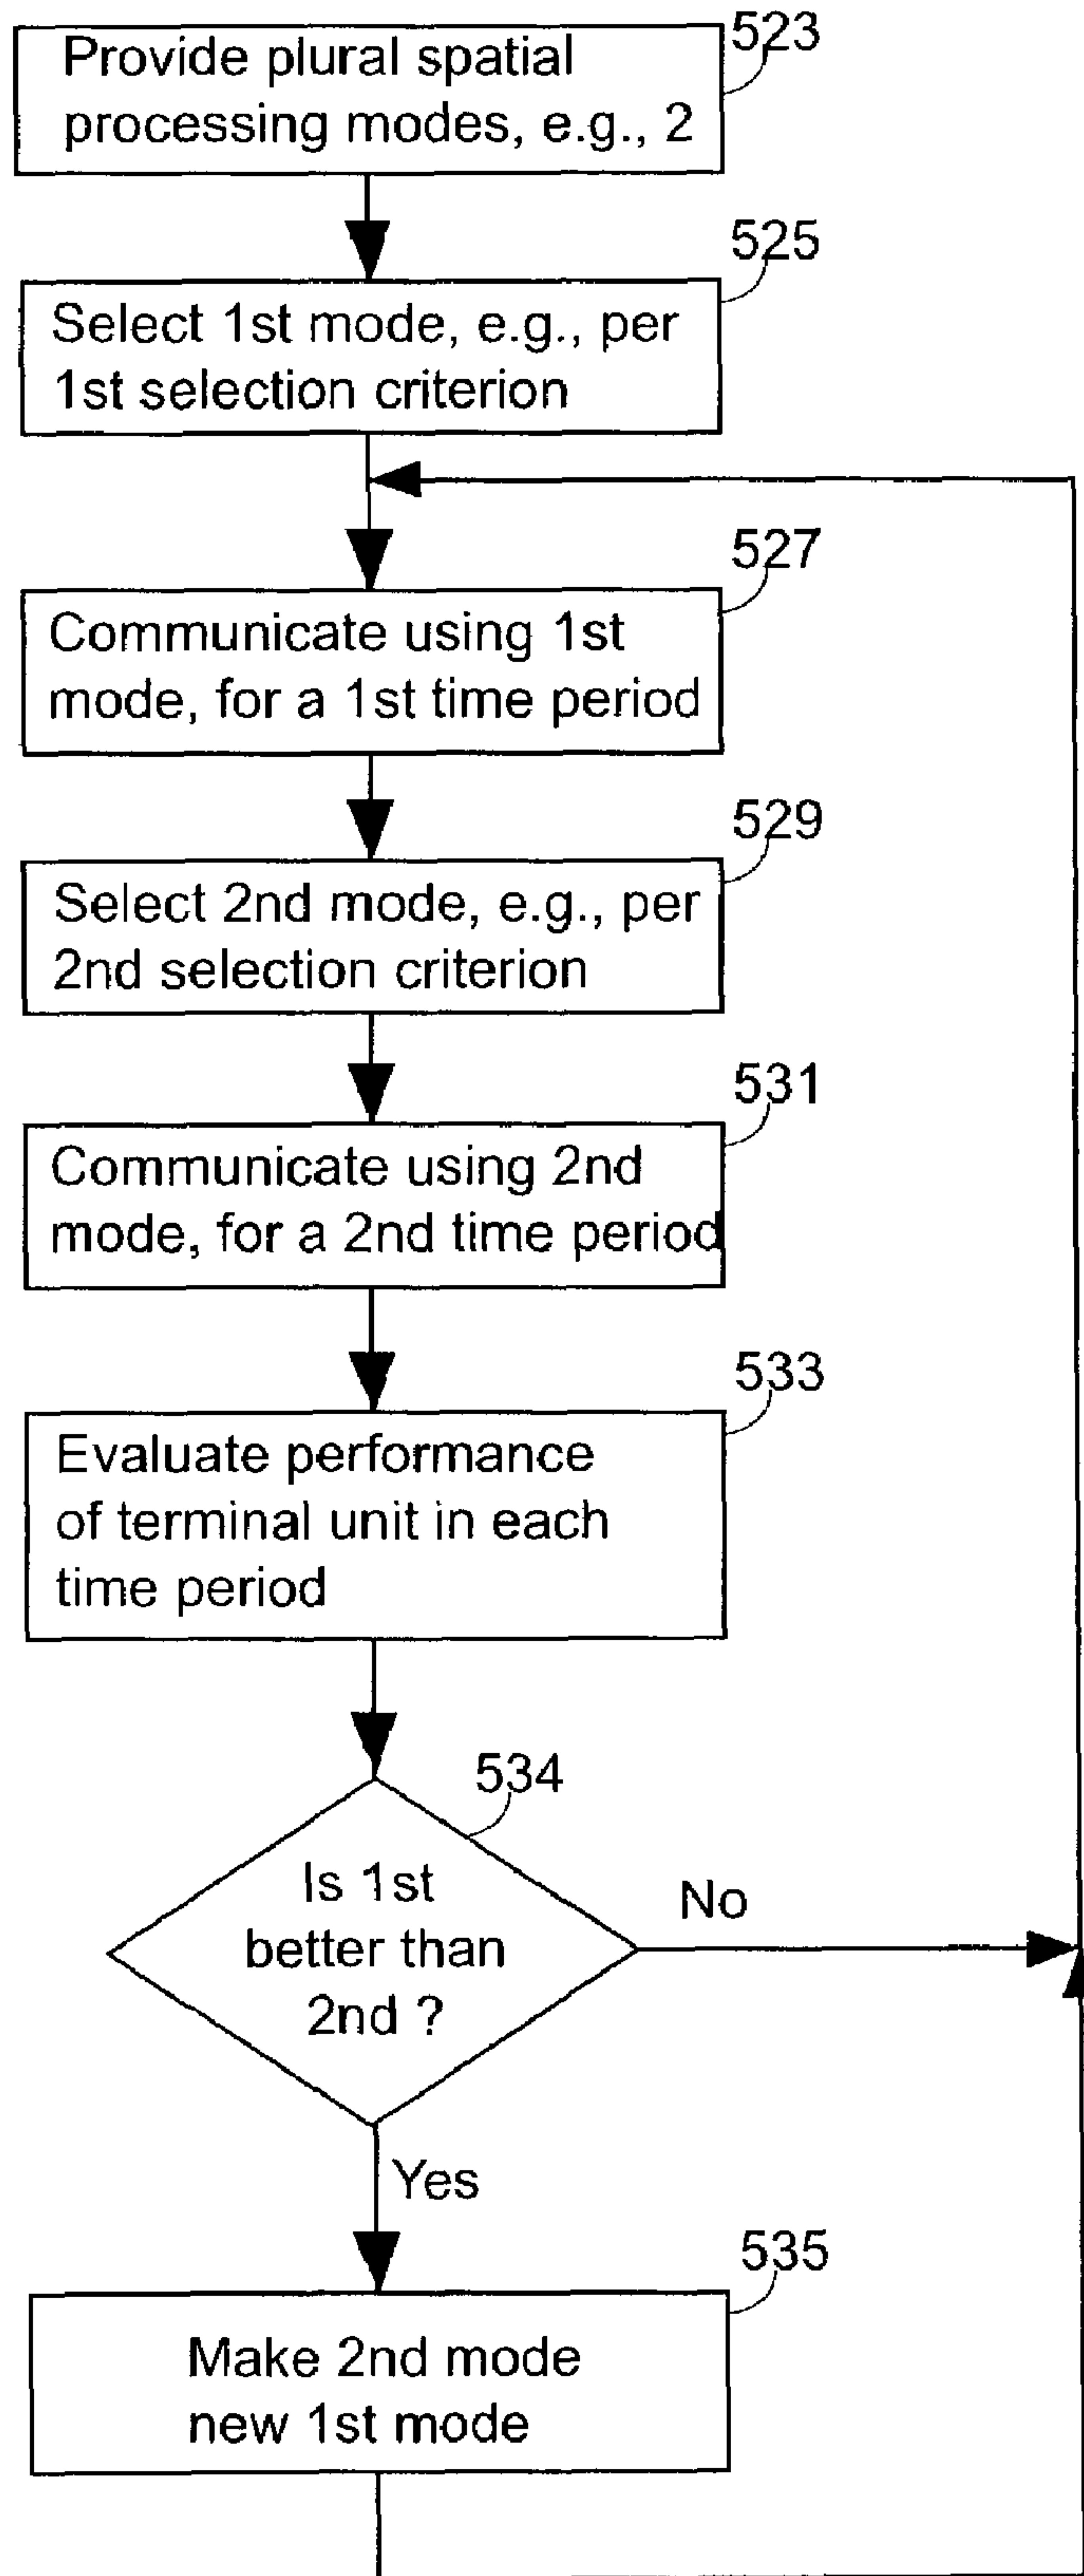 523
Provide plural spatial
processing modes, e.g., 2
525
Select 1st mode, e.g., per
1st selection criterion
527
Communicate using 1st
mode, for a 1st time period
529
Select 2nd mode, e.g., per
2nd selection criterion
531
Communicate using 2nd
mode, for a 2nd time period
533
Evaluate performance
of terminal unit in each
time period
534
Is 1st
better than
2nd ?
No
Yes
535
Make 2nd mode
new 1st mode